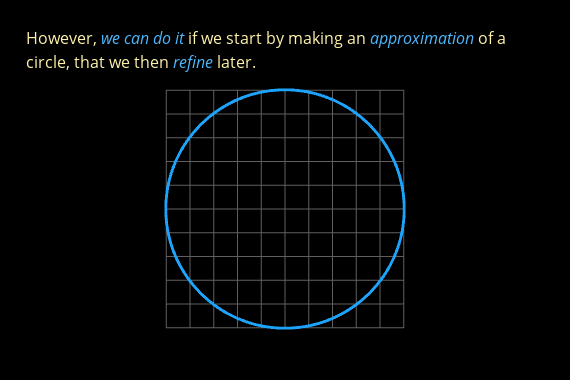 However, we can do it if we start by making an approximation of a
circle, that we then refine later.